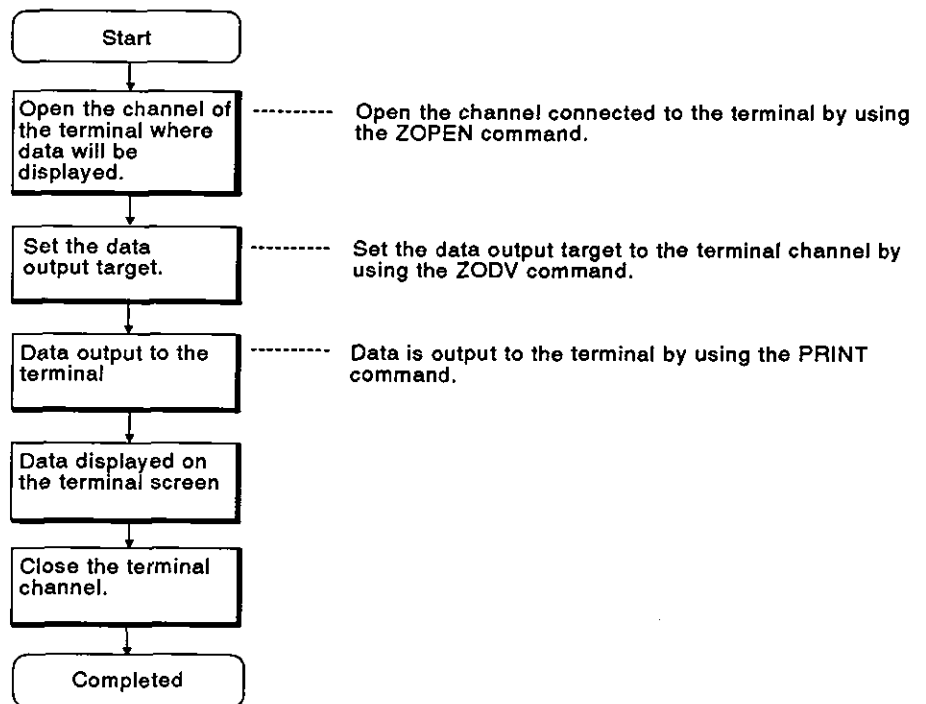 Start
Open the channel of
the terminal where
data will be
displayed.
Open the channel connected to the terminal by using
the ZOPEN command.
Set the data
output target.
Set the data output target to the terminal channel by
using the ZODV command.
Data output to the
terminal
Data is output to the terminal by using the PRINT
command.
Data displayed on
the terminal screen
Close the terminal
channel.
Completed